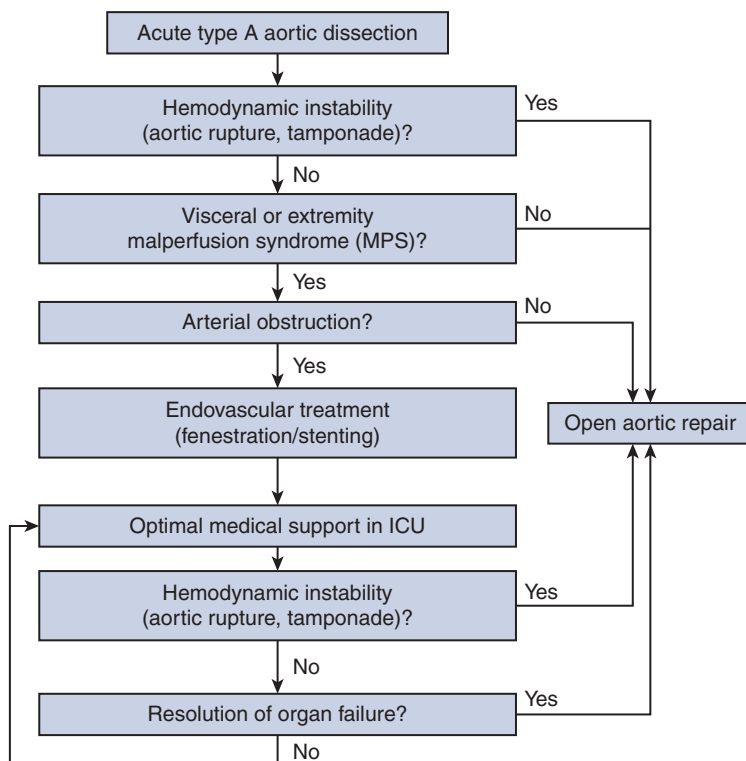 Acute type A aortic dissection
Hemodynamic instability
(aortic rupture, tamponade)?
Yes
No
Visceral or extremity
malperfusion syndrome (MPS)?
No
Yes
Arterial obstruction?
No
Yes
Endovascular treatment
(fenestration/stenting)
Open aortic repair
Optimal medical support in ICU
Hemodynamic instability
(aortic rupture, tamponade)?
Yes
No
Resolution of organ failure?
Yes
No